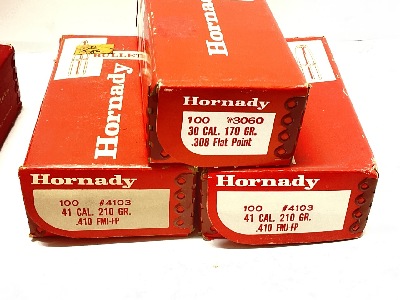 Hornady
BULLET
Hornady
Hornady
100 #3060
30 CAL. 170 GR.
.308 Flat Point
Hornady
100 #4103
41 CAL. 210 GR.
.410 FMJ-FP
Hornady
100 #4103
41 CAL. 210 GR.
.410 FMJ-FP